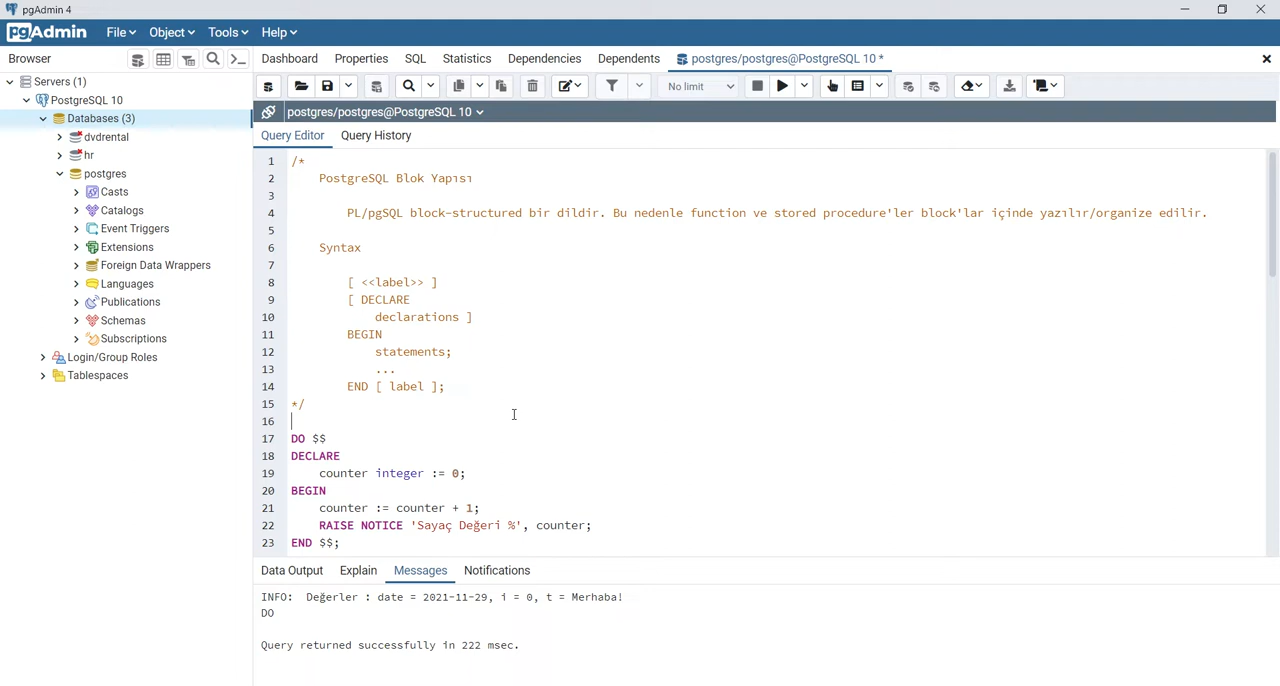 pgAdmin 4
pgAdmin File Object Tools Help
Browser
Dashboard Properties SQL Statistics Dependencies Dependents postgres/postgres@PostgreSQL 10 *
No limit
postgres/postgres@PostgreSQL 10
Query Editor Query History
Servers (1)
PostgreSQL 10
Databases (3)
dvdrental
hr
postgres
Casts
Catalogs
Event Triggers
Extensions
Foreign Data Wrappers
Languages
Publications
Schemas
Subscriptions
Login/Group Roles
Tablespaces
1 /*
2 PostgreSQL Blok Yapısı
3
4 PL/pgSQL block-structured bir dildir. Bu nedenle function ve stored procedure'ler block'lar içinde yazılır/organize edilir.
5
6 Syntax
7
8 [ <<label>> ]
9 [ DECLARE
10 declarations ]
11 BEGIN
12 statements;
13 ...
14 END [ label ];
15 */
16
17 DO $$
18 DECLARE
19 counter integer := 0;
20 BEGIN
21 counter := counter + 1;
22 RAISE NOTICE 'Sayaç Değeri %', counter;
23 END $$;
Data Output Explain Messages Notifications
INFO: Değerler : date = 2021-11-29, i = 0, t = Merhaba!
DO
Query returned successfully in 222 msec.